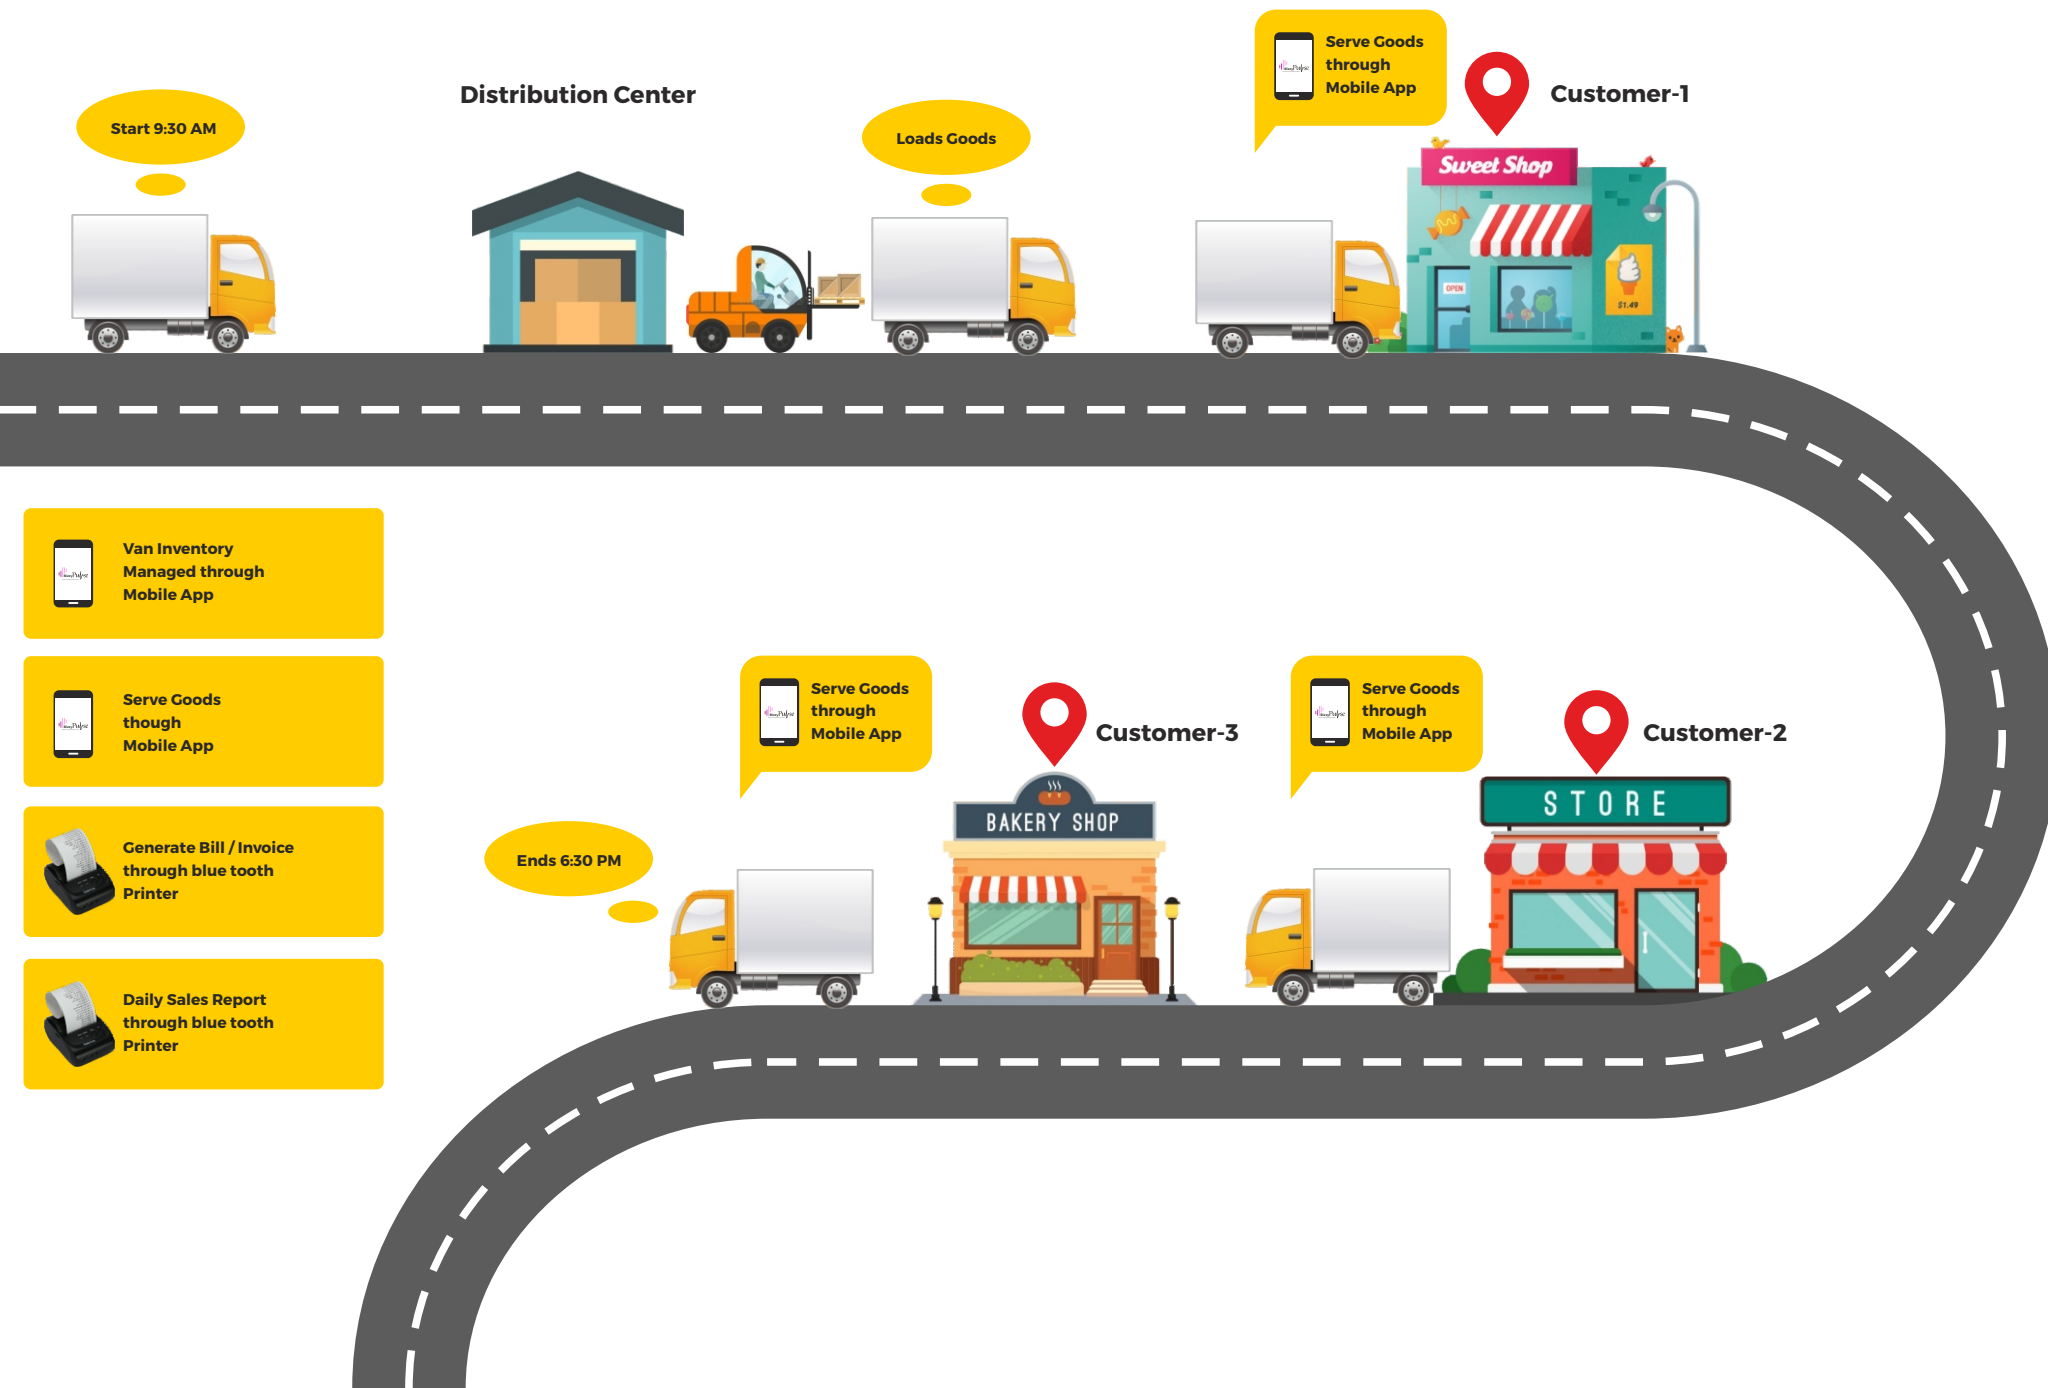 Start 9:30 AM
Distribution Center
Loads Goods
Serve Goods
through
Mobile App
Customer-1
Sweet Shop
OPEN
$1.49
Van Inventory
Managed through
Mobile App
Serve Goods
though
Mobile App
Generate Bill / Invoice
through blue tooth
Printer
Daily Sales Report
through blue tooth
Printer
Ends 6:30 PM
Serve Goods
through
Mobile App
Customer-3
BAKERY SHOP
Serve Goods
through
Mobile App
Customer-2
STORE